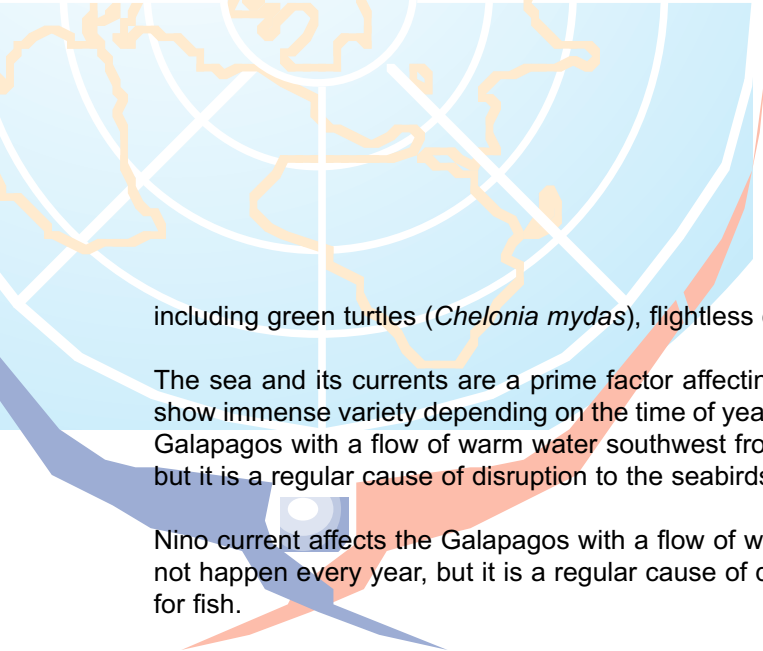 including green turtles (Chelonia mydas), flightless
The sea and its currents are a prime factor
show immense variety depending on the time of
Galapagos with a flow of warm water southwest
but it is a regular cause of disruption to the seabirds
Nino current affects the Galapagos with a flow of
not happen every year, but it is a regular cause of
for fish.